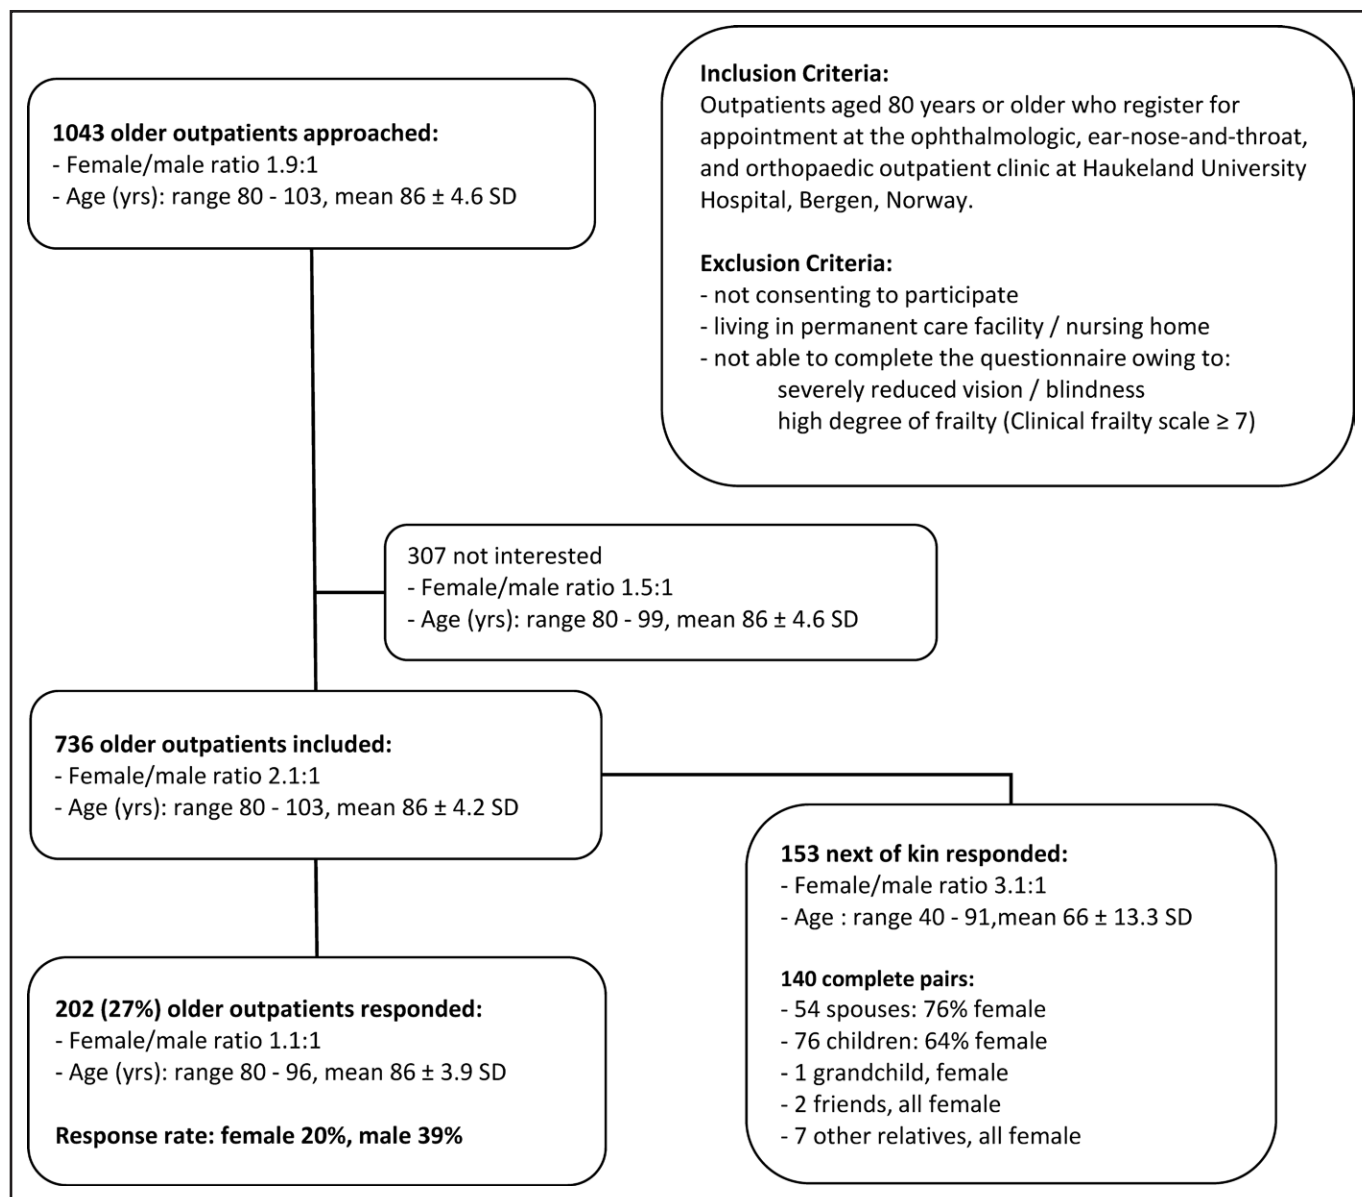 1043 older outpatients approached:
- Female/male ratio 1.9:1
- Age (yrs): range 80 - 103, mean 86 ± 4.6 SD
Inclusion Criteria:
Outpatients aged 80 years or older who register for
appointment at the ophthalmologic, ear-nose-and-throat,
and orthopaedic outpatient clinic at Haukeland University
Hospital, Bergen, Norway.
Exclusion Criteria:
- not consenting to participate
- living in permanent care facility / nursing home
- not able to complete the questionnaire owing to:
severely reduced vision / blindness
high degree of frailty (Clinical frailty scale ≥ 7)
307 not interested
- Female/male ratio 1.5:1
- Age (yrs): range 80 - 99, mean 86 ± 4.6 SD
736 older outpatients included:
- Female/male ratio 2.1:1
- Age (yrs): range 80 - 103, mean 86 ± 4.2 SD
153 next of kin responded:
- Female/male ratio 3.1:1
- Age : range 40 - 91,mean 66 ± 13.3 SD
140 complete pairs:
- 54 spouses: 76% female
- 76 children: 64% female
- 1 grandchild, female
- 2 friends, all female
- 7 other relatives, all female
202 (27%) older outpatients responded:
- Female/male ratio 1.1:1
- Age (yrs): range 80 - 96, mean 86 ± 3.9 SD
Response rate: female 20%, male 39%